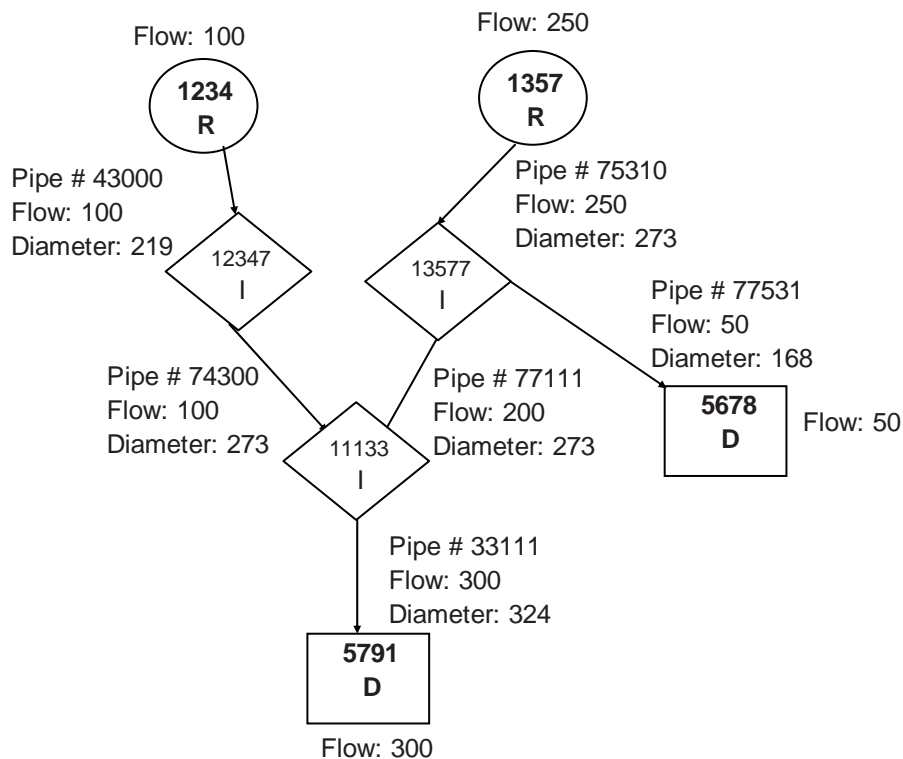 Flow: 100
1234
R
Flow: 250
1357
R
Pipe # 43000
Flow: 100
Diameter: 219
Pipe # 75310
Flow: 250
Diameter: 273
12347
I
13577
I
Pipe # 77531
Flow: 50
Diameter: 168
Pipe # 74300
Flow: 100
Diameter: 273
Pipe # 77111
Flow: 200
Diameter: 273
5678
D
Flow: 50
11133
I
Pipe # 33111
Flow: 300
Diameter: 324
5791
D
Flow: 300